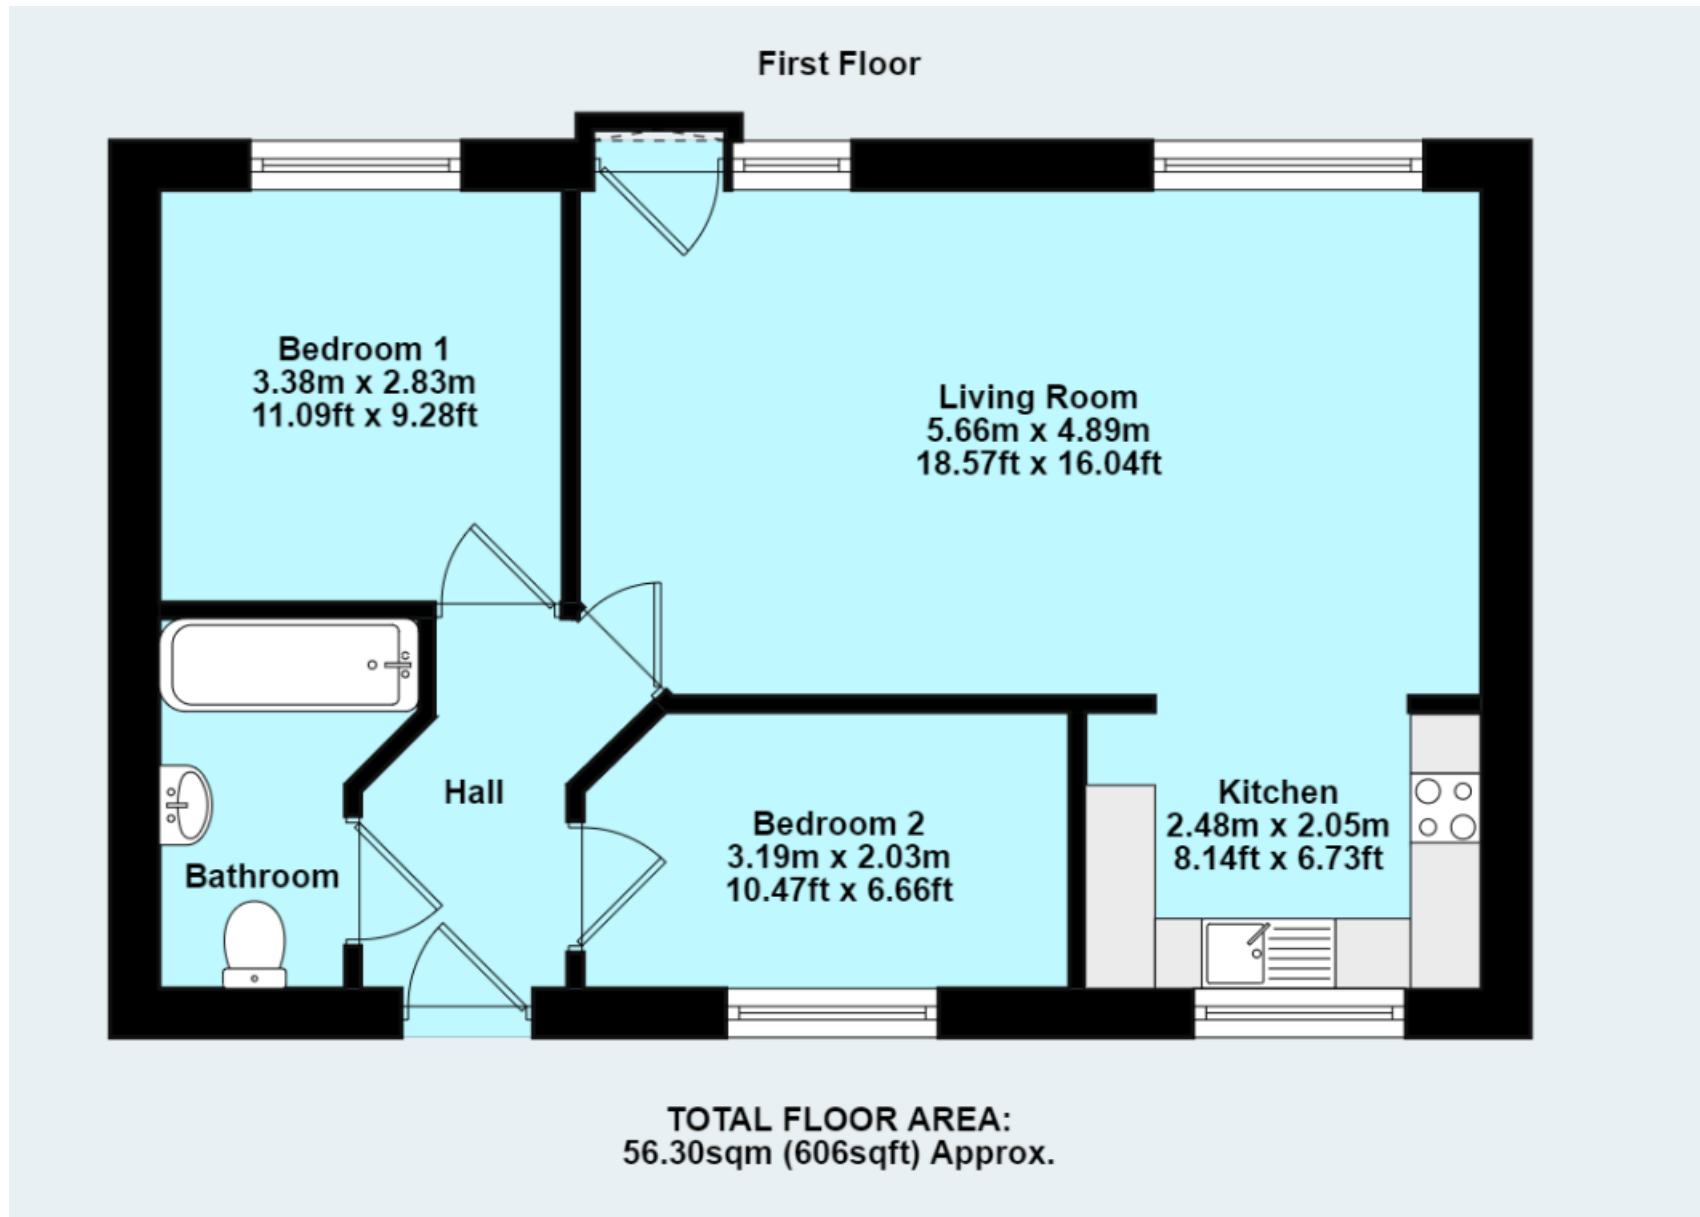 First Floor
Bedroom 1
3.38m x 2.83m
11.09ft x 9.28ft
Living Room
5.66m x 4.89m
18.57ft x 16.04ft
Hall
Bathroom
Bedroom 2
3.19m x 2.03m
10.47ft x 6.66ft
Kitchen
2.48m x 2.05m
8.14ft x 6.73ft
TOTAL FLOOR AREA:
56.30sqm (606sqft) Approx.